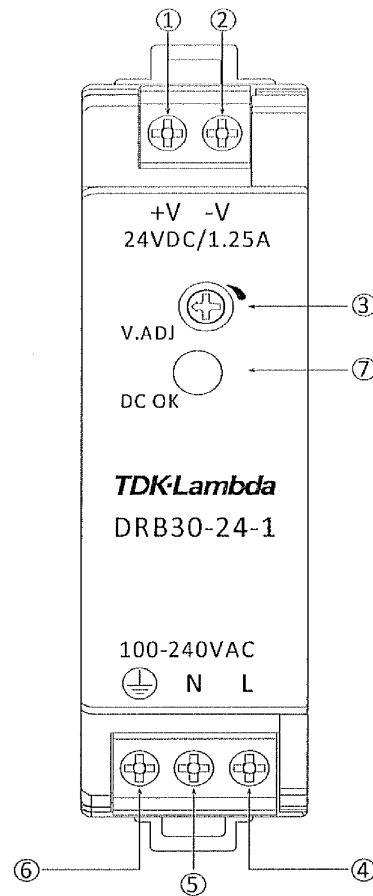 ① ②
+V -V
24VDC/1.25A
③
V.ADJ
⑦
DC OK
TDK·Lambda
DRB30-24-1
100-240VAC
N L
⑥ ⑤ ④